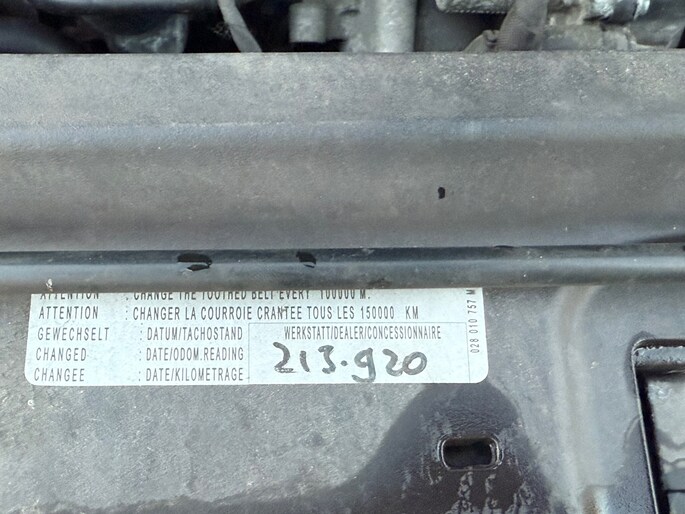 ATTENTION : CHANGE THE TOOTHED BELT EVERY 100000 M.
ATTENTION : CHANGER LA COURROIE CRANTEE TOUS LES 150000 KM
GEWECHSELT : DATUM/TACHOSTAND WERKSTATT/DEALER/CONCESSIONNAIRE
CHANGED : DATE/ODOM.READING
CHANGEE : DATE/KILOMETRAGE
213.920
028 010 757 M